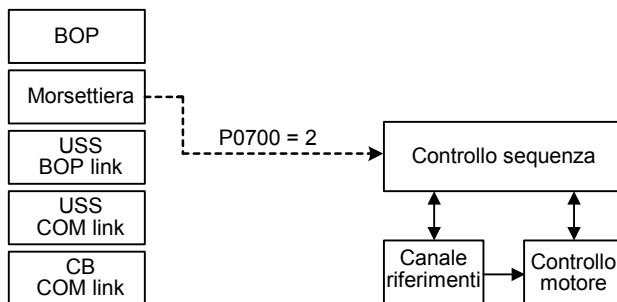 BOP
Morsettiera
USS
BOP link
USS
COM link
CB
COM link
P0700 = 2
Controllo sequenza
Canale
riferimenti
Controllo
motore